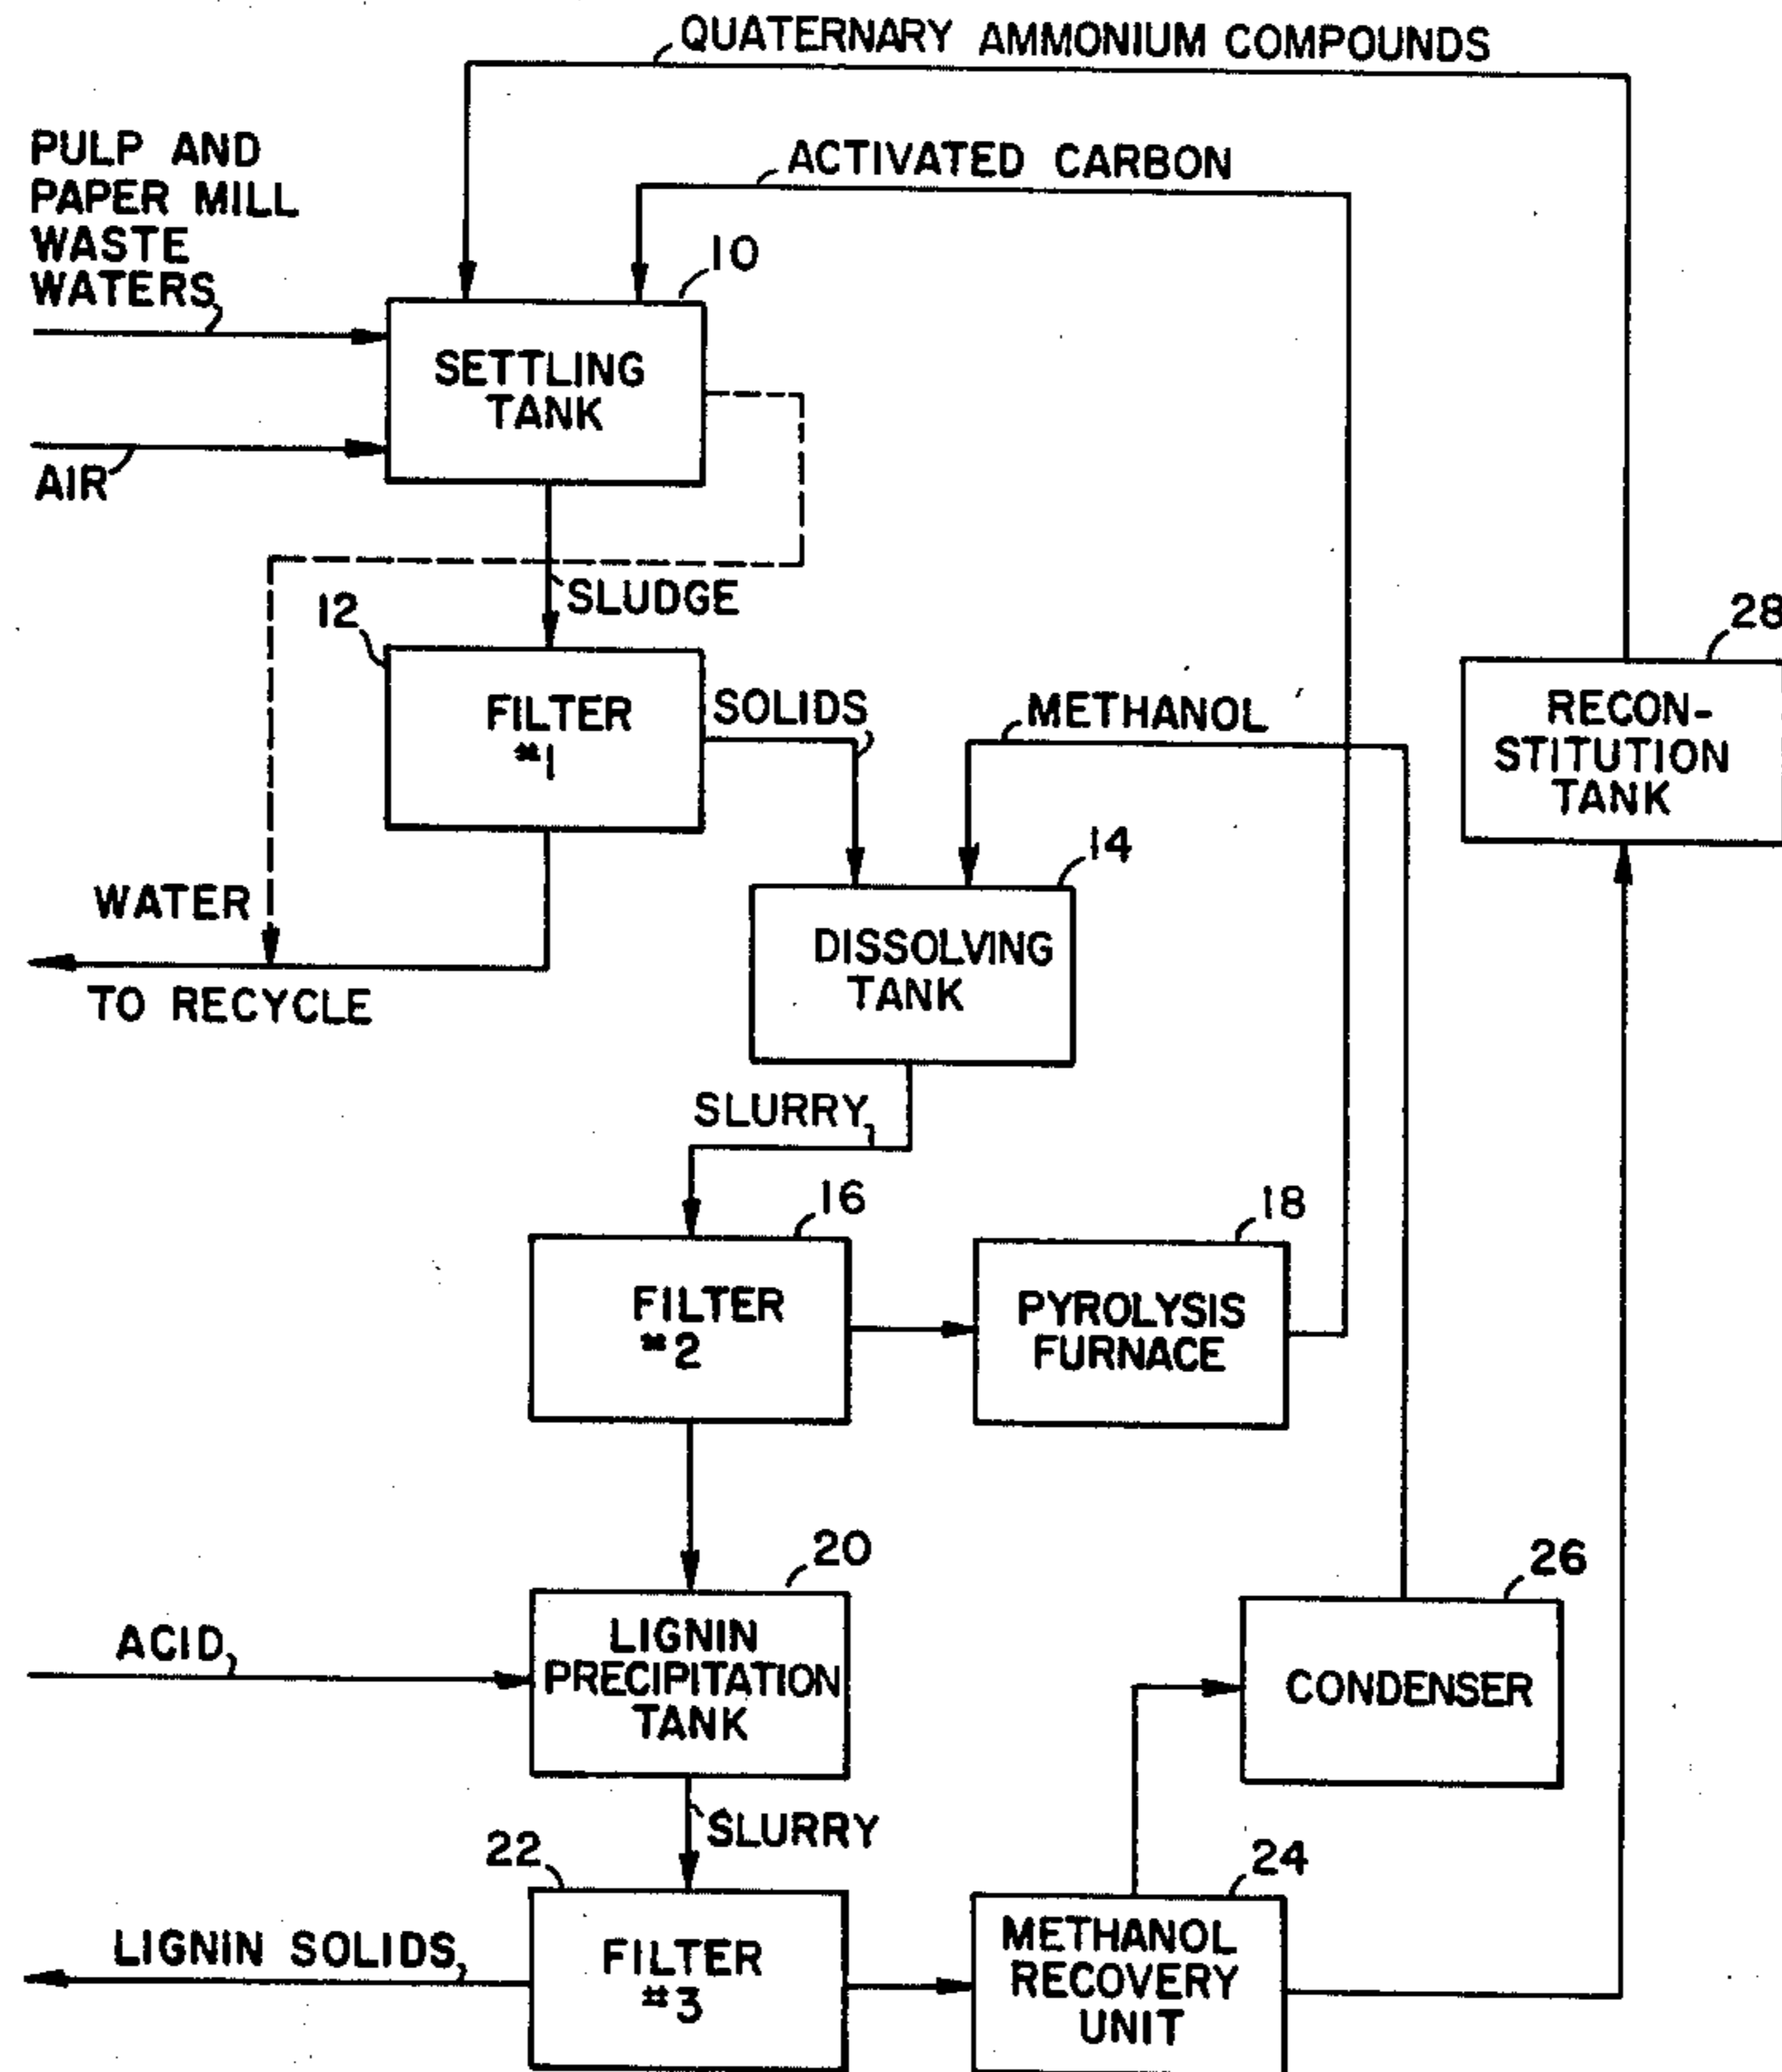 QUATERNARY AMMONIUM COMPOUNDS
ACTIVATED CARBON
PULP AND
PAPER MILL
WASTE
WATERS
10
SETTLING
TANK
AIR
SLUDGE
12
FILTER
#1
SOLIDS
METHANOL
28
RECON-
STITUTION
TANK
14
DISSOLVING
TANK
WATER
TO RECYCLE
SLURRY
16
FILTER
#2
18
PYROLYSIS
FURNACE
20
LIGNIN
PRECIPITATION
TANK
ACID
26
CONDENSER
SLURRY
22
FILTER
#3
LIGNIN SOLIDS
24
METHANOL
RECOVERY
UNIT